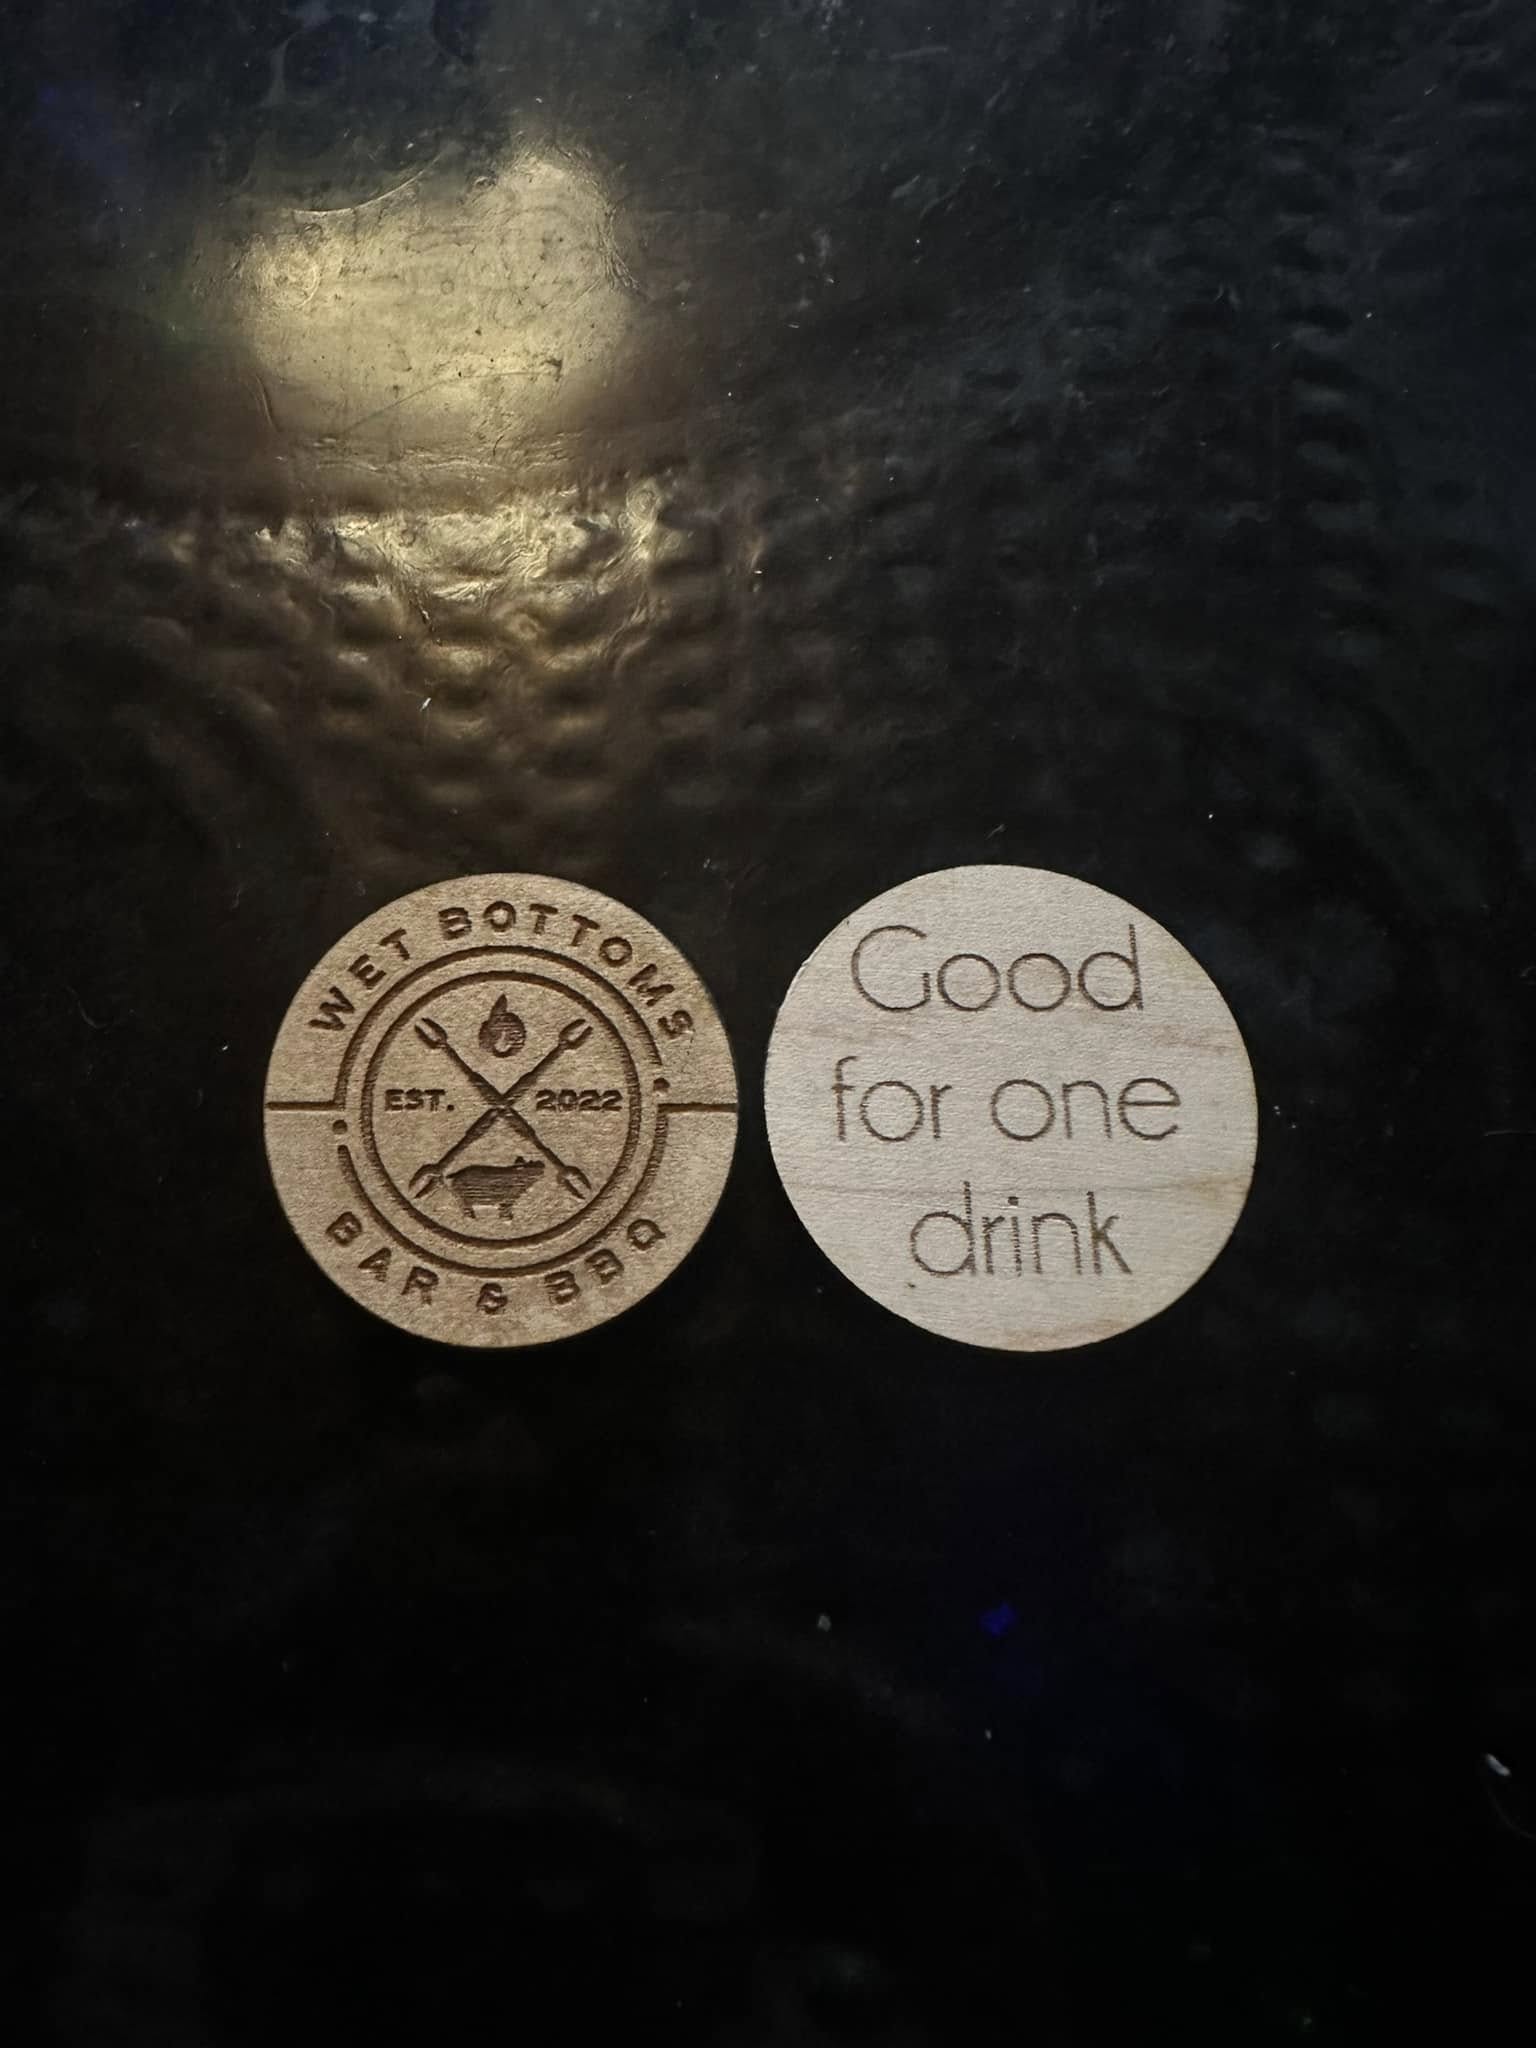 WET BOTTOMS
EST. 2022
BAR & BBQ
Good
for one
drink